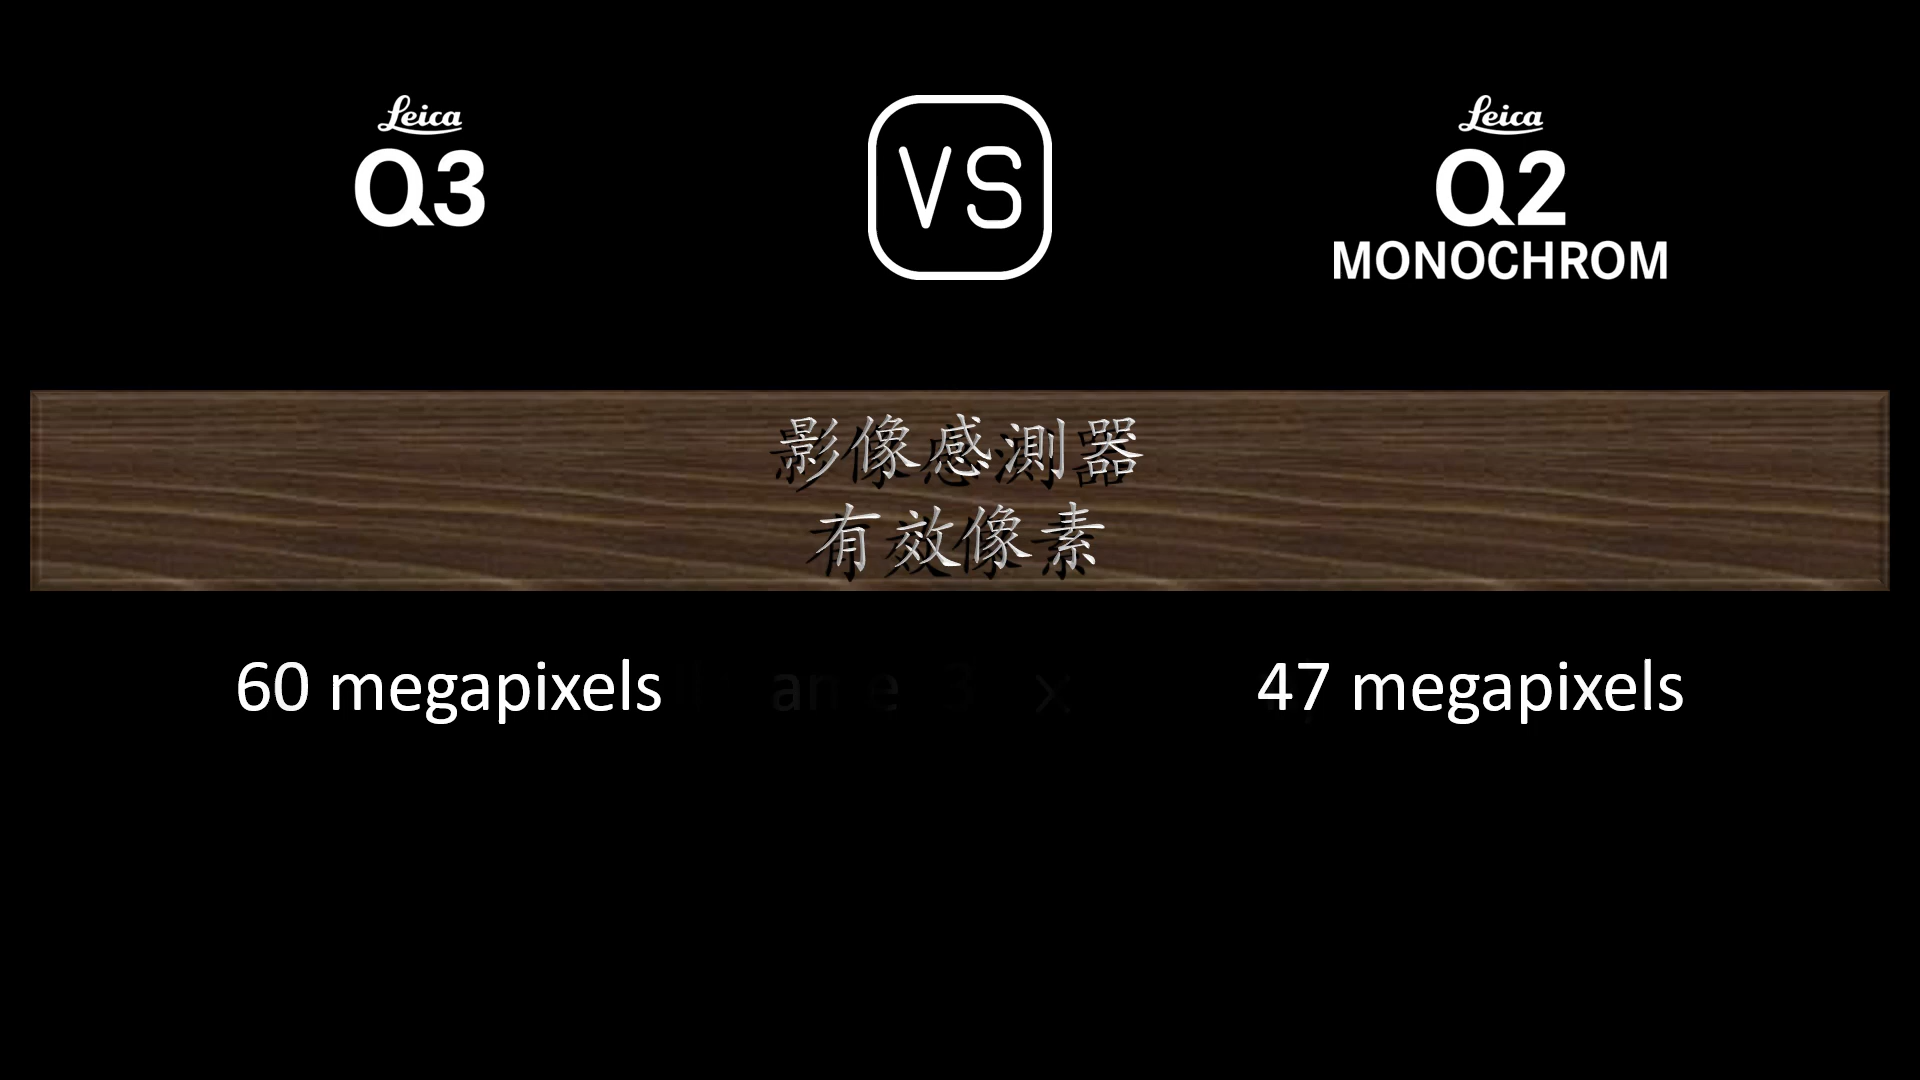 Leica
Q3
VS
Leica
Q2
MONOCHROM
影像感測器
有效像素
60 megapixels
47 megapixels